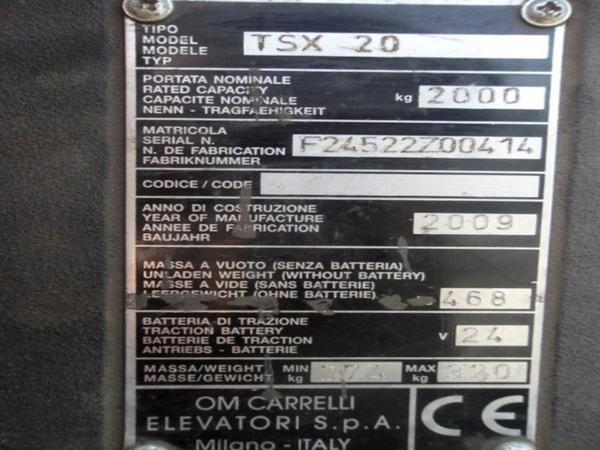 TIPO
MODEL
MODELE
TYP
TSX 20
PORTATA NOMINALE
RATED CAPACITY
CAPACITE NOMINALE
NENN - TRAGFAEHIGKEIT
kg 2000
MATRICOLA
SERIAL N.
N. DE FABRICATION
FABRIKNUMMER
F24522Z00414
CODICE / CODE
ANNO DI COSTRUZIONE
YEAR OF MANUFACTURE
ANNEE DE FABRICATION
BAUJAHR
2009
MASSA A VUOTO (SENZA BATTERIA)
UNLADEN WEIGHT (WITHOUT BATTERY)
MASSE A VIDE (SANS BATTERIE)
LEERGEWICHT (OHNE BATTERIE)
468
BATTERIA DI TRAZIONE
TRACTION BATTERY
BATTERIE DE TRACTION
ANTRIEBS - BATTERIE
V 24
MASSA/WEIGHT MIN MAX
MASSE/GEWICHT kg kg 320
OM CARRELLI
ELEVATORI S.p.A.
Milano - ITALY
CE